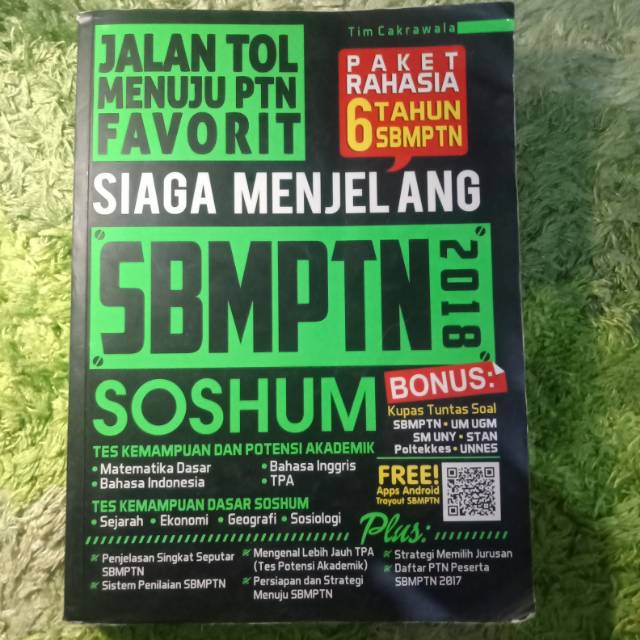 Tim Cakrawala
JALAN TOL
MENUJU PTN
FAVORIT
PAKET
RAHASIA
6 TAHUN
SBMPTN
SIAGA MENJELANG
SBMPTN
2018
SOSHUM
BONUS:
Kupas Tuntas Soal
SBMPTN • UM UGM
SM UNY • STAN
Poltekkes • UNNES
TES KEMAMPUAN DAN POTENSI AKADEMIK
• Matematika Dasar
• Bahasa Indonesia
• Bahasa Inggris
• TPA
FREE!
Apps Android
Trayout SBMPTN
TES KEMAMPUAN DASAR SOSHUM
• Sejarah • Ekonomi • Geografi • Sosiologi
Plus:
Penjelasan Singkat Seputar
SBMPTN
Sistem Penilaian SBMPTN
Mengenal Lebih Jauh TPA
(Tes Potensi Akademik)
Persiapan dan Strategi
Menuju SBMPTN
Strategi Memilih Jurusan
Daftar PTN Peserta
SBMPTN 2017